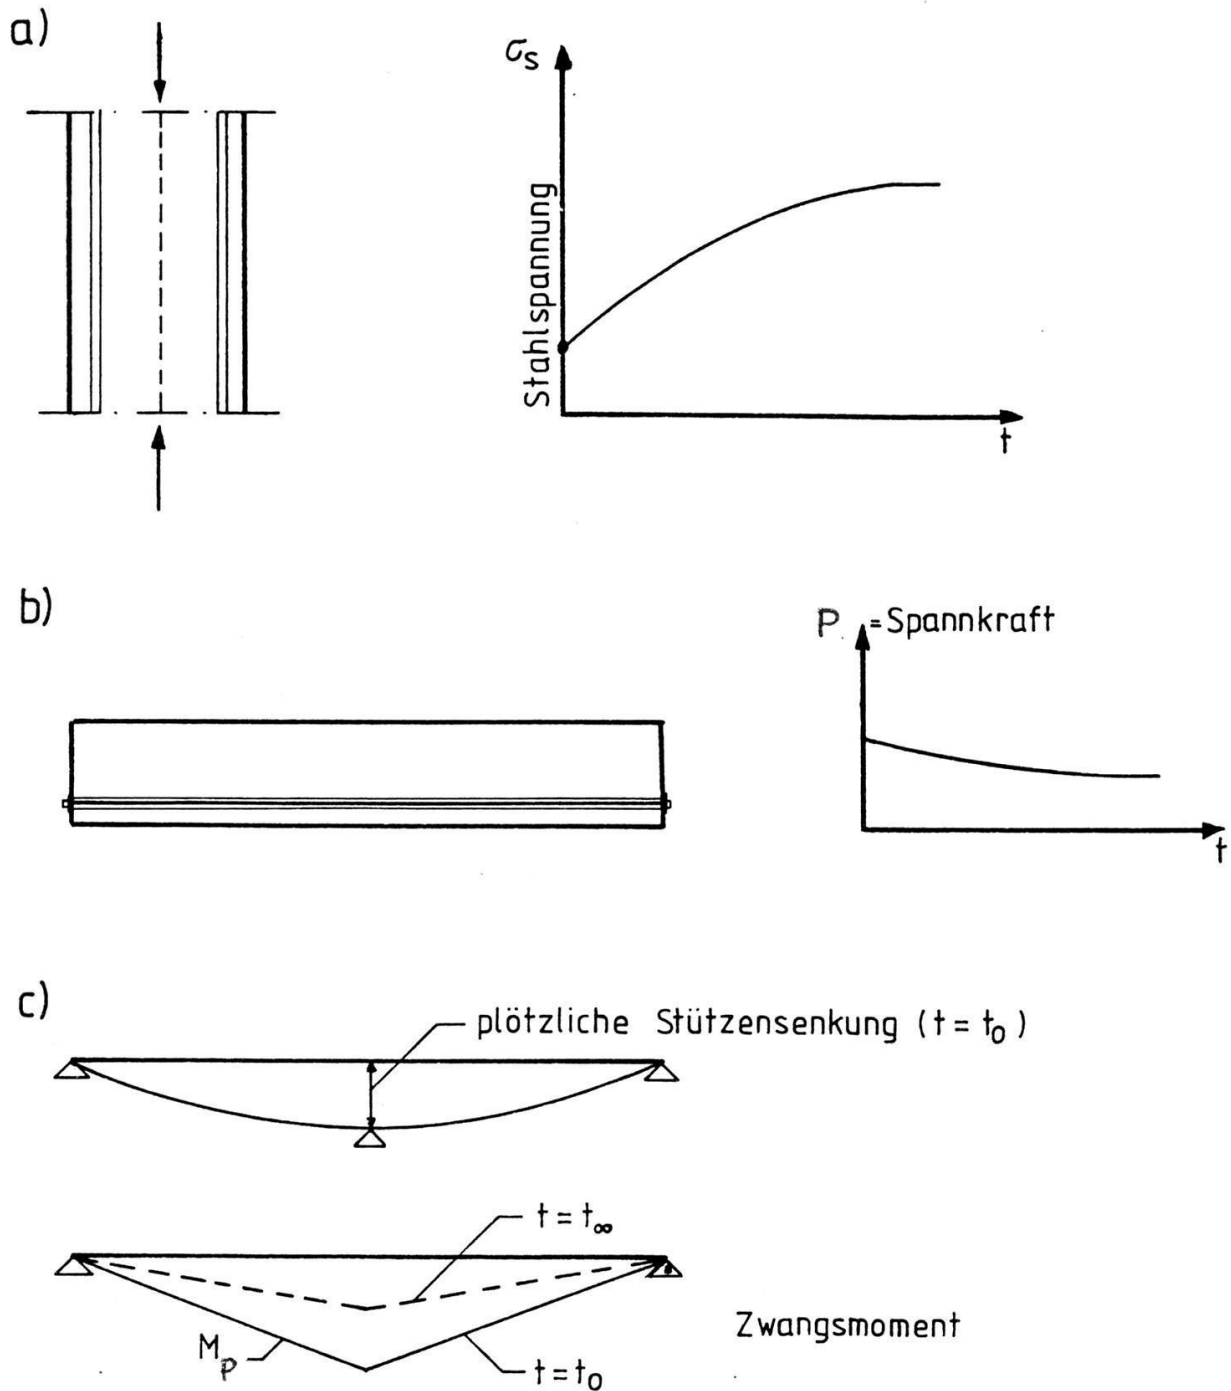 a)
σs
Stahlspannung
t
b)
P = Spannkraft
t
c)
plötzliche Stützensenkung (t = t₀)
t = t∞
Mp
t = t₀
Zwangsmoment